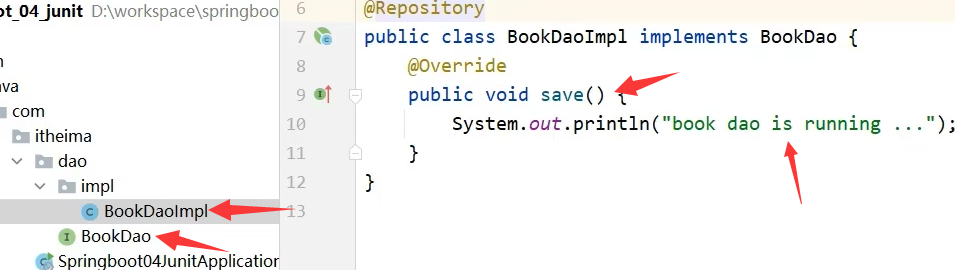 ot_04_junit D:\workspace\springboot
ava
com
itheima
dao
impl
BookDaoImpl
BookDao
Springboot04JunitApplication
6 @Repository
7 public class BookDaoImpl implements BookDao {
8 @Override
9 public void save() {
10 System.out.println("book dao is running ...");
11 }
12 }
13